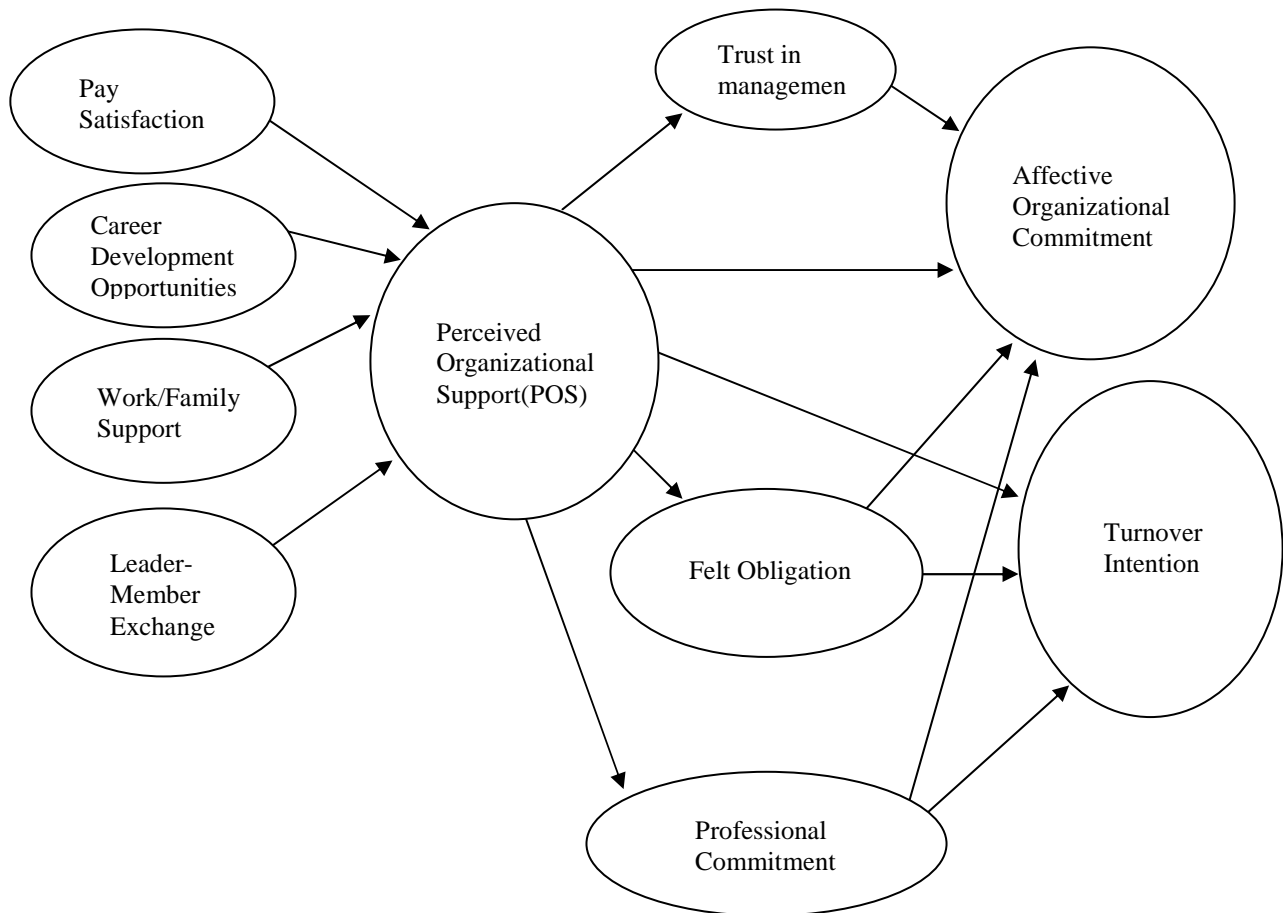 Pay
Satisfaction
Career
Development
Opportunities
Work/Family
Support
Leader-
Member
Exchange
Perceived
Organizational
Support(POS)
Trust in
managemen
Felt Obligation
Professional
Commitment
Affective
Organizational
Commitment
Turnover
Intention